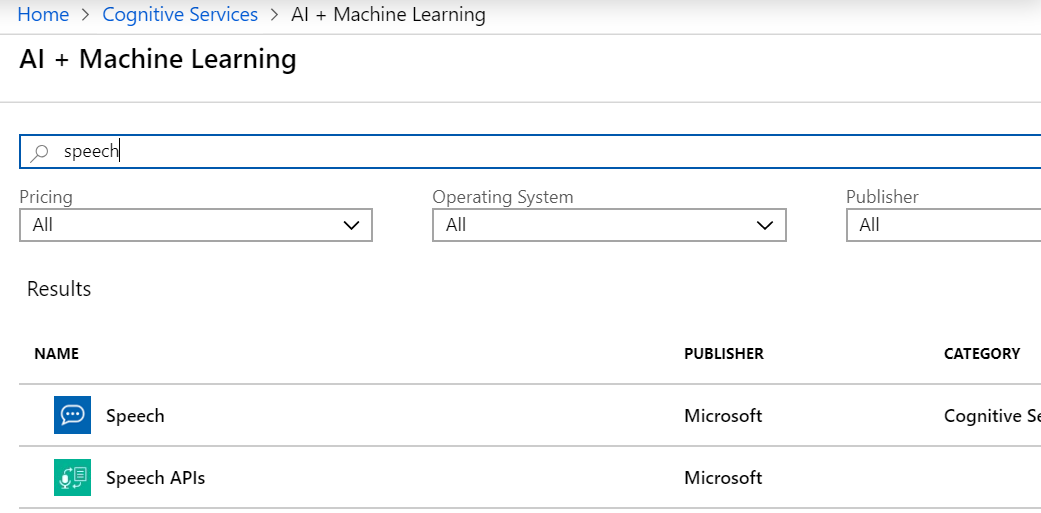 Home > Cognitive Services > AI + Machine Learning
AI + Machine Learning
speech
Pricing Operating System Publisher
All All All
Results
NAME PUBLISHER CATEGORY
Speech Microsoft Cognitive
Speech APIs Microsoft